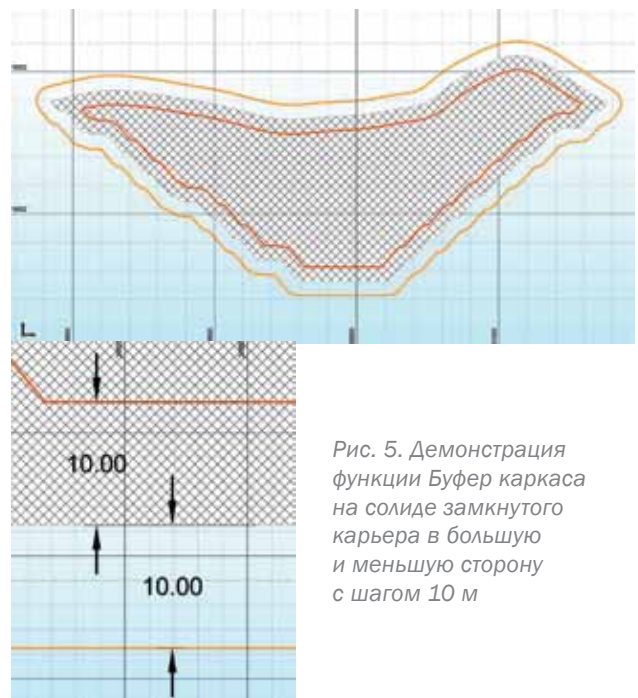 10.00
10.00
Рис. 5. Демонстрация
функции Буфер каркаса
на солиде замкнутого
карьера в большую
и меньшую сторону
с шагом 10 м